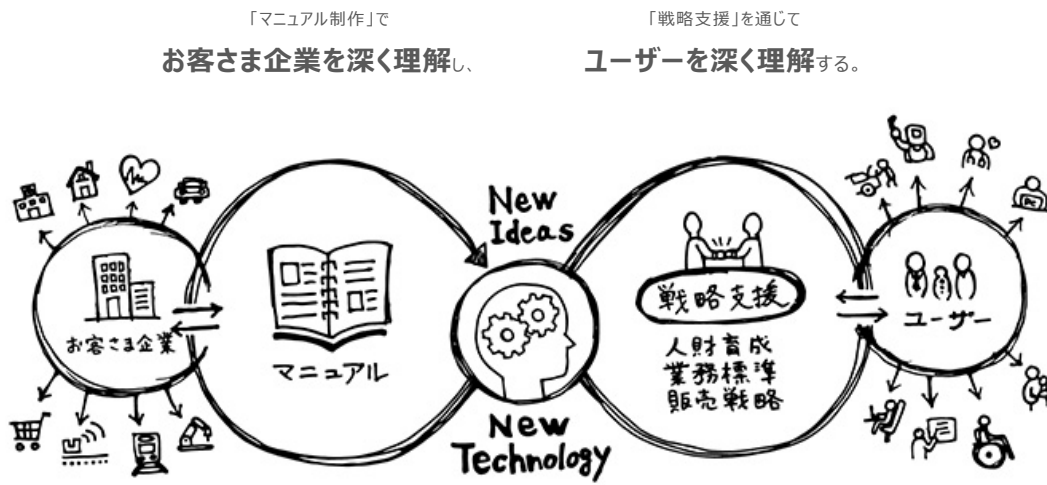 「マニュアル制作」で
お客さま企業を深く理解し、
「戦略支援」を通じて
ユーザーを深く理解する。
お客さま企業
マニュアル
New
Ideas
New
Technology
戦略支援
人財育成
業務標準
販売戦略
ユーザー
PC